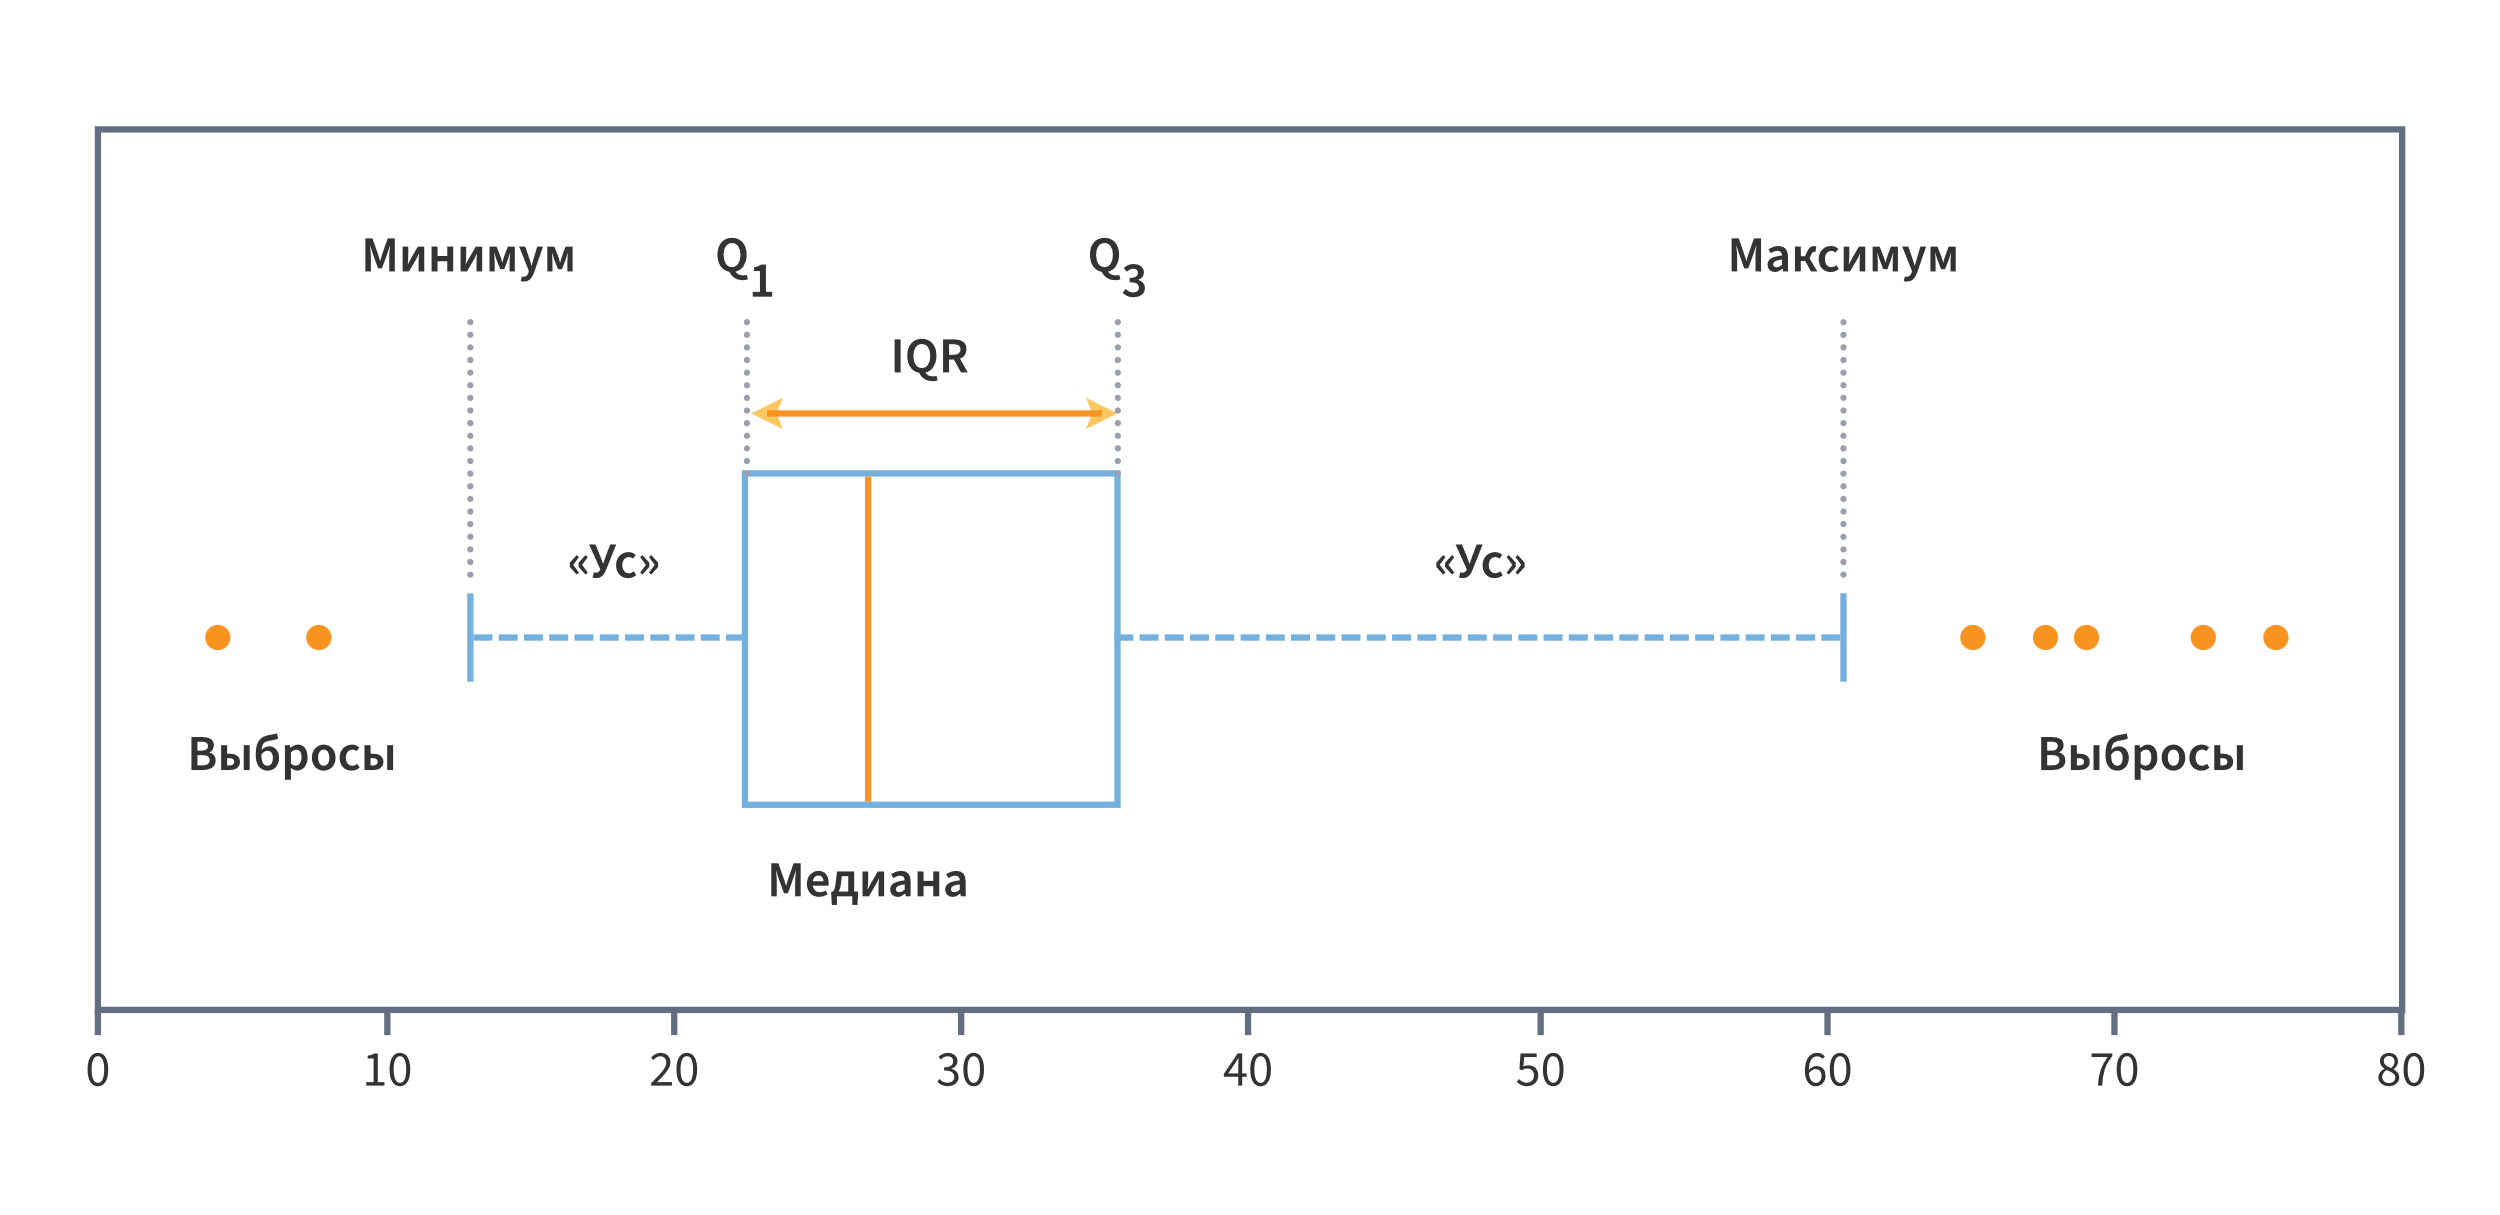 Минимум Q1 Q3 Максимум
IQR
«Ус» «Ус»
Выбросы Выбросы
Медиана
0 10 20 30 40 50 60 70 80